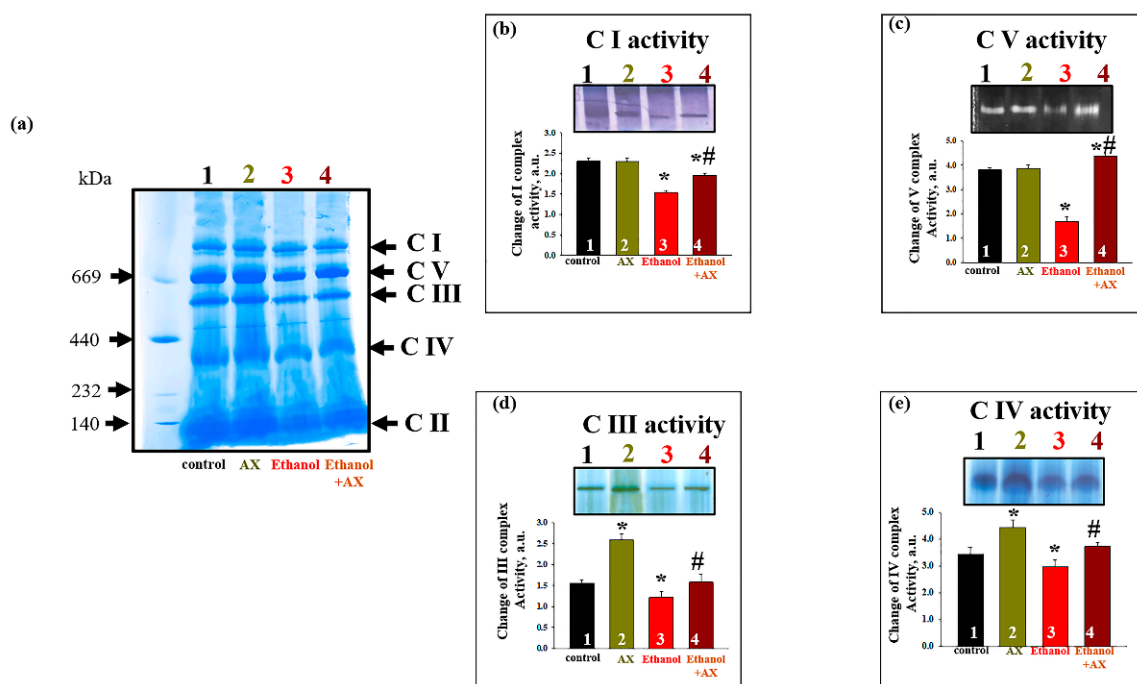 (a)
kDa
1 2 3 4
C I
669
C V
C III
440
C IV
232
140
C II
control AX Ethanol Ethanol
+AX
(b)
C I activity
1 2 3 4
Change of I complex
activity, a.u.
3.0
2.5
2.0
1.5
1.0
0.5
0.0
* *#
1 2 3 4
control AX Ethanol Ethanol
+AX
(c)
C V activity
1 2 3 4
Change of V complex
Activity, a.u.
5.0
4.0
3.0
2.0
1.0
0.0
* *#
1 2 3 4
control AX Ethanol Ethanol
+AX
(d)
C III activity
1 2 3 4
Change of III complex
Activity, a.u.
3.0
2.5
2.0
1.5
1.0
0.5
0.0
* * #
1 2 3 4
control AX Ethanol Ethanol
+AX
(e)
C IV activity
1 2 3 4
Change of IV complex
Activity, a.u.
5.0
4.0
3.0
2.0
1.0
0.0
* * #
1 2 3 4
control AX Ethanol Ethanol
+AX